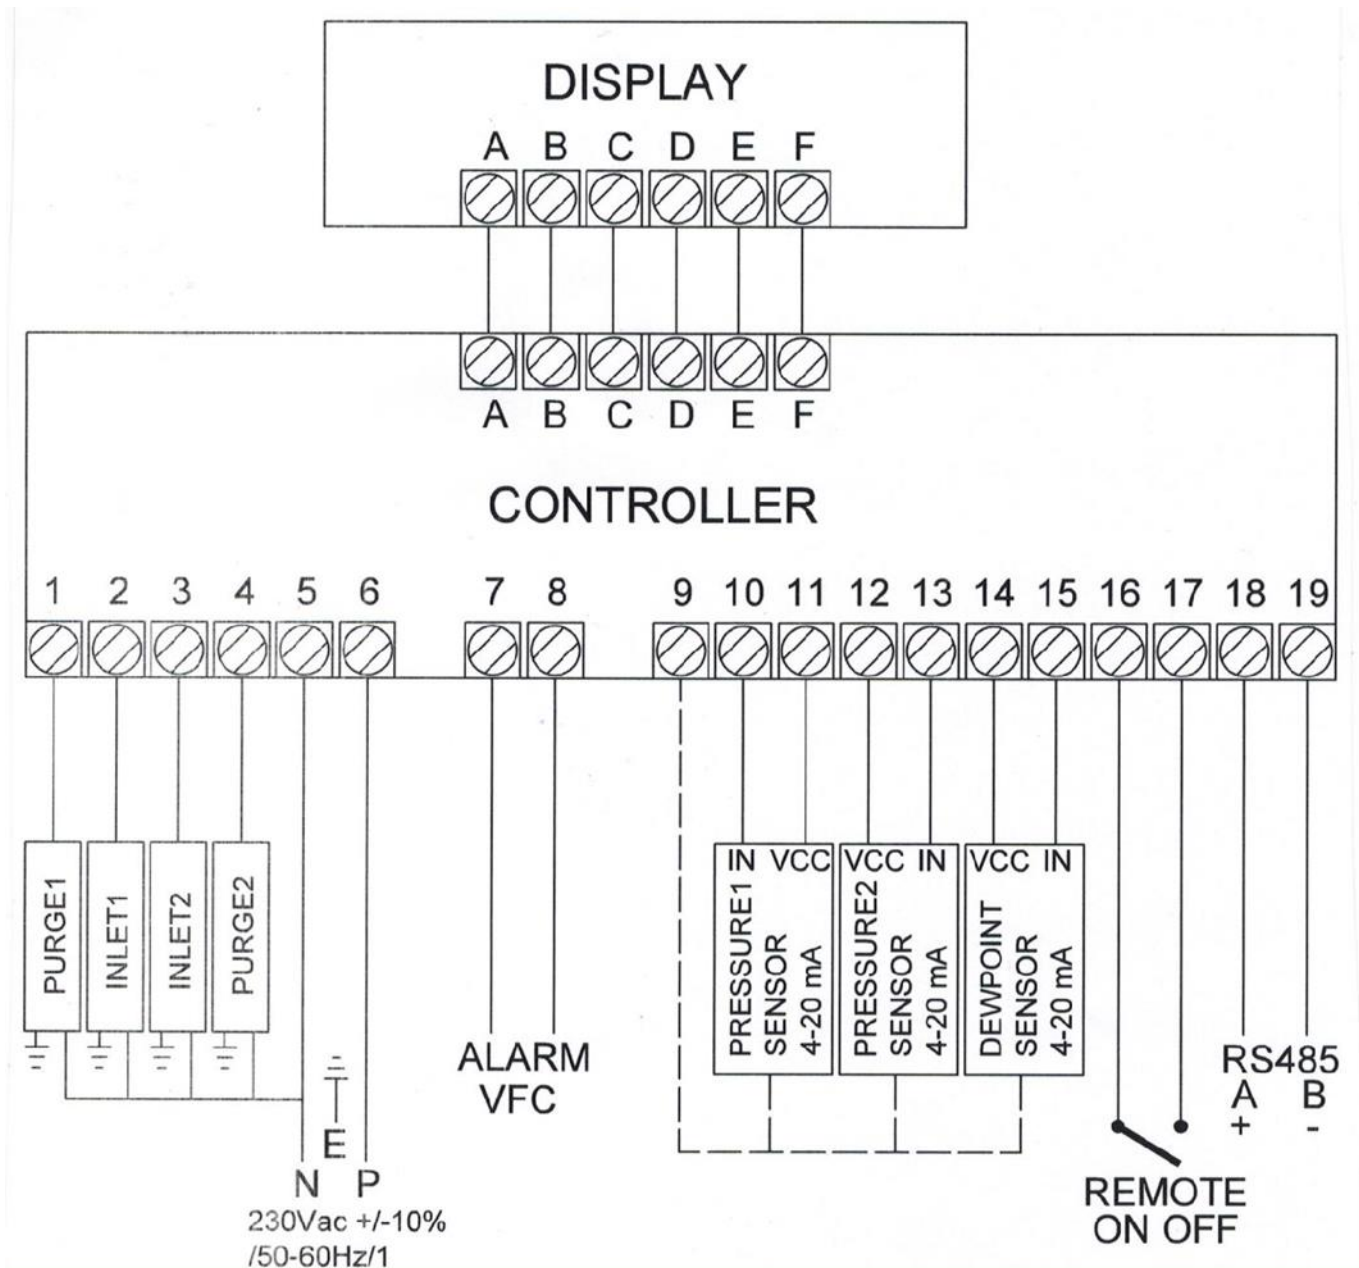 DISPLAY
A B C D E F
A B C D E F
CONTROLLER
1 2 3 4 5 6 7 8 9 10 11 12 13 14 15 16 17 18 19
PURGE1
INLET1
INLET2
PURGE2
E
N P
230Vac +/-10%
/50-60Hz/1
ALARM
VFC
IN VCC
PRESSURE1
SENSOR
4-20 mA
VCC IN
PRESSURE2
SENSOR
4-20 mA
VCC IN
DEWPOINT
SENSOR
4-20 mA
REMOTE
ON OFF
RS485
A B
+ -